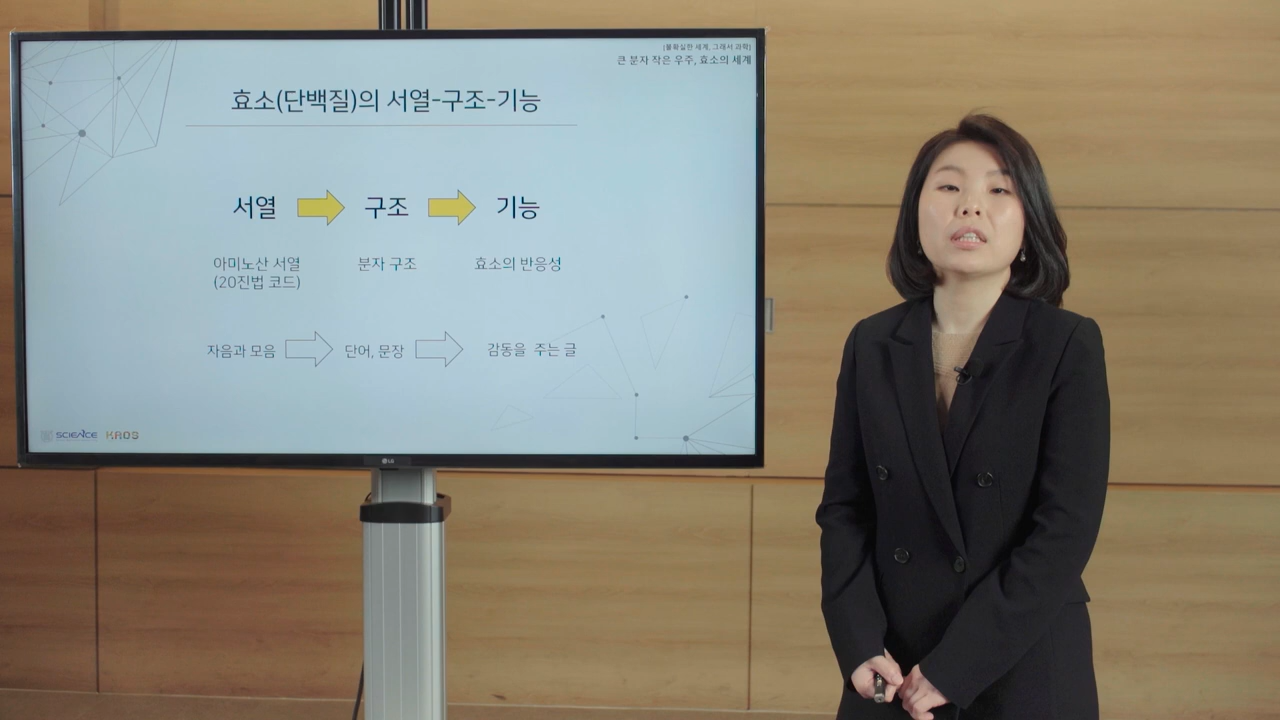 [불확실한 세계, 그래서 과학]
큰 분자 작은 우주, 효소의 세계
효소(단백질)의 서열-구조-기능
서열 구조 기능
아미노산 서열 분자 구조 효소의 반응성
(20진법 코드)
자음과 모음 단어, 문장 감동을 주는 글
SCIENCE KAOS
LG